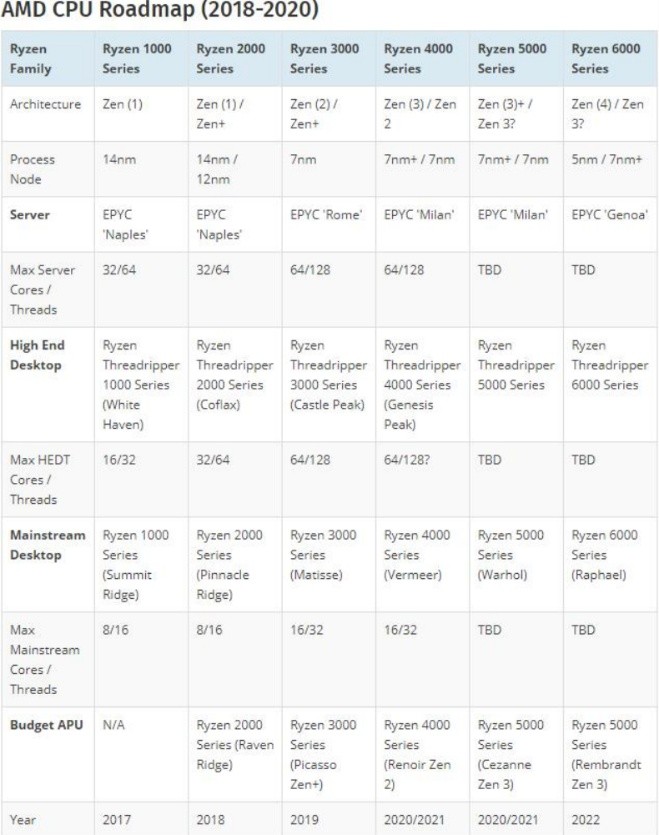 AMD CPU Roadmap (2018-2020)
Ryzen Family | Ryzen 1000 Series | Ryzen 2000 Series | Ryzen 3000 Series | Ryzen 4000 Series | Ryzen 5000 Series | Ryzen 6000 Series
Architecture | Zen (1) | Zen (1) / Zen+ | Zen (2) / Zen+ | Zen (3) / Zen 2 | Zen (3)+ / Zen 3? | Zen (4) / Zen 3?
Process Node | 14nm | 14nm / 12nm | 7nm | 7nm+ / 7nm | 7nm+ / 7nm | 5nm / 7nm+
Server | EPYC 'Naples' | EPYC 'Naples' | EPYC 'Rome' | EPYC 'Milan' | EPYC 'Milan' | EPYC 'Genoa'
Max Server Cores / Threads | 32/64 | 32/64 | 64/128 | 64/128 | TBD | TBD
High End Desktop | Ryzen Threadripper 1000 Series (White Haven) | Ryzen Threadripper 2000 Series (Coflax) | Ryzen Threadripper 3000 Series (Castle Peak) | Ryzen Threadripper 4000 Series (Genesis Peak) | Ryzen Threadripper 5000 Series | Ryzen Threadripper 6000 Series
Max HEDT Cores / Threads | 16/32 | 32/64 | 64/128 | 64/128? | TBD | TBD
Mainstream Desktop | Ryzen 1000 Series (Summit Ridge) | Ryzen 2000 Series (Pinnacle Ridge) | Ryzen 3000 Series (Matisse) | Ryzen 4000 Series (Vermeer) | Ryzen 5000 Series (Warhol) | Ryzen 6000 Series (Raphael)
Max Mainstream Cores / Threads | 8/16 | 8/16 | 16/32 | 16/32 | TBD | TBD
Budget APU | N/A | Ryzen 2000 Series (Raven Ridge) | Ryzen 3000 Series (Picasso Zen+) | Ryzen 4000 Series (Renoir Zen 2) | Ryzen 5000 Series (Cezanne Zen 3) | Ryzen 5000 Series (Rembrandt Zen 3)
Year | 2017 | 2018 | 2019 | 2020/2021 | 2020/2021 | 2022